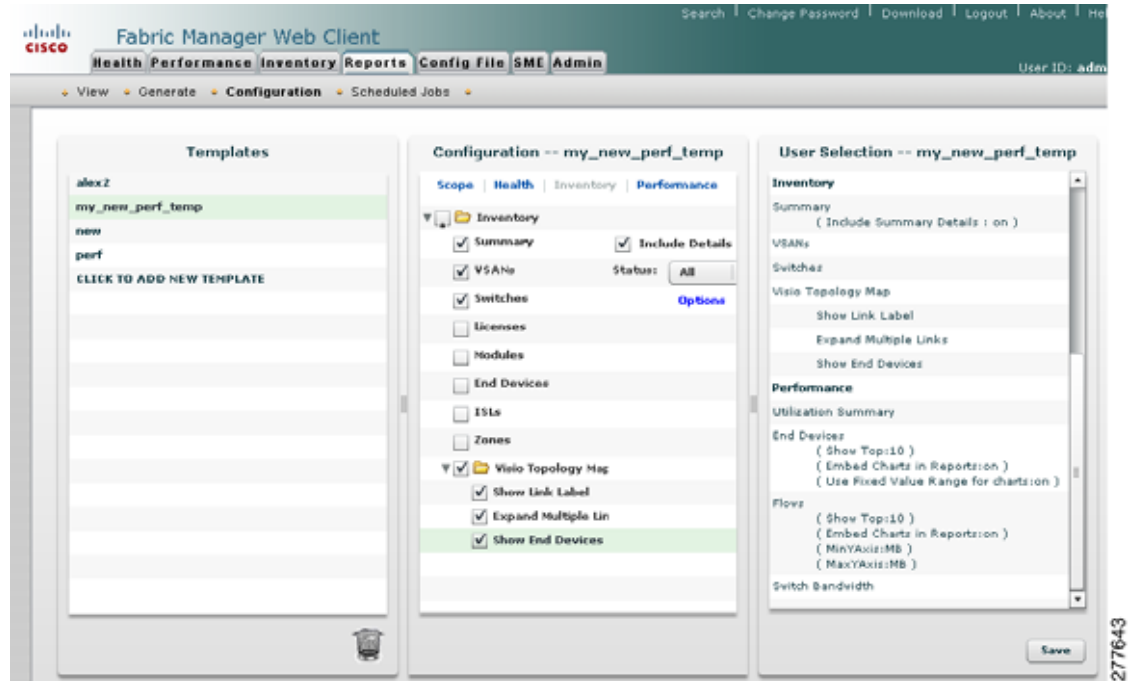 Search | Change Password | Download | Logout | About | Hel
CISCO
Fabric Manager Web Client
Health Performance Inventory Reports Config File SME Admin
User ID: adm
View Generate Configuration Scheduled Jobs
Templates
alex2
my_new_perf_temp
new
perf
CLICK TO ADD NEW TEMPLATE
Configuration -- my_new_perf_temp
Scope | Health | Inventory | Performance
Inventory
Summary Include Details
VSANs Status: All
Switches Options
Licenses
Modules
End Devices
ISLs
Zones
Visio Topology Map
Show Link Label
Expand Multiple Lin
Show End Devices
User Selection -- my_new_perf_temp
Inventory
Summary
( Include Summary Details : on )
VSANs
Switches
Visio Topology Map
Show Link Label
Expand Multiple Links
Show End Devices
Performance
Utilization Summary
End Devices
( Show Top:10 )
( Embed Charts in Reports:on )
( Use Fixed Value Range for charts:on )
Flows
( Show Top:10 )
( Embed Charts in Reports:on )
( MinYAxis:MB )
( MaxYAxis:MB )
Switch Bandwidth
Save
277643